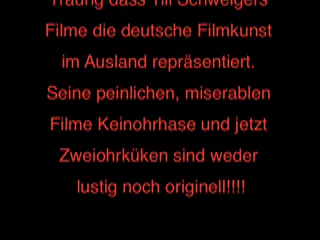 Traurig dass Till Schweigers
Filme die deutsche Filmkunst
im Ausland repräsentiert.
Seine peinlichen, miserablen
Filme Keinohrhase und jetzt
Zweiohrküken sind weder
lustig noch originell!!!!